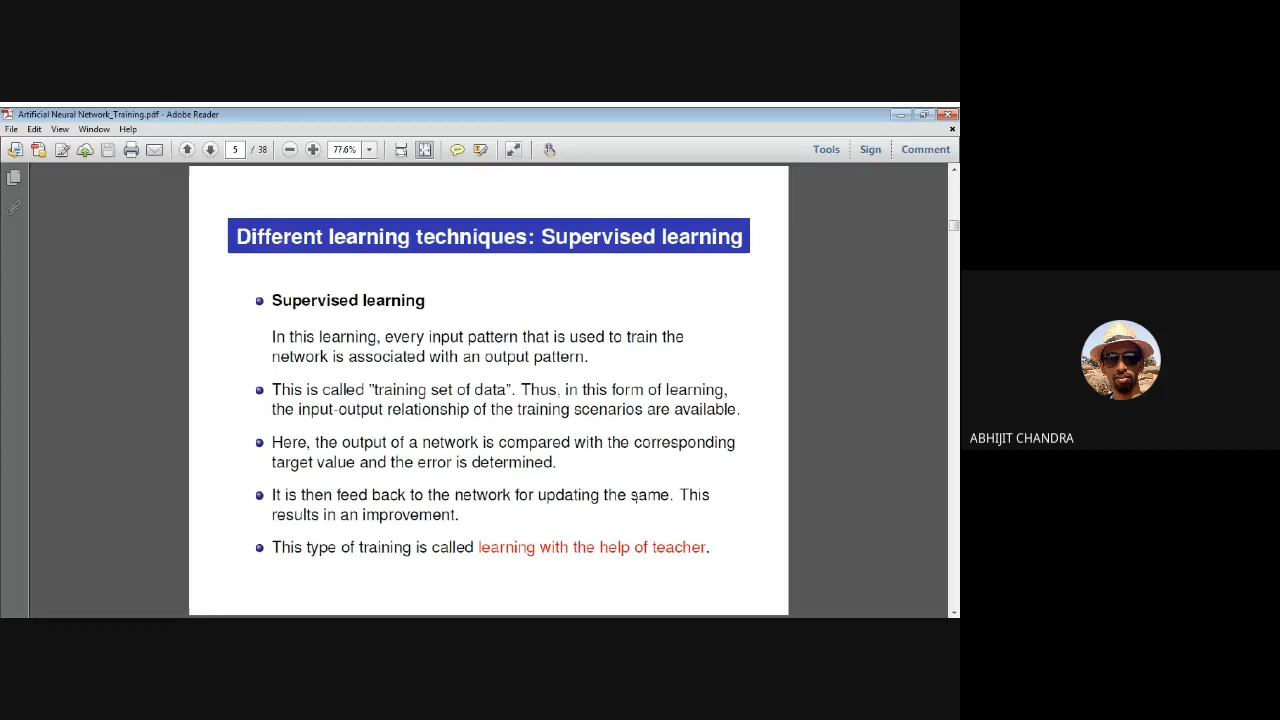 Artificial Neural Network_Training.pdf - Adobe Reader
File Edit View Window Help
5 / 38 77.6% Tools Sign Comment
Different learning techniques: Supervised learning
Supervised learning
In this learning, every input pattern that is used to train the
network is associated with an output pattern.
This is called "training set of data". Thus, in this form of learning,
the input-output relationship of the training scenarios are available.
Here, the output of a network is compared with the corresponding
target value and the error is determined.
It is then feed back to the network for updating the same. This
results in an improvement.
This type of training is called learning with the help of teacher.
ABHIJIT CHANDRA